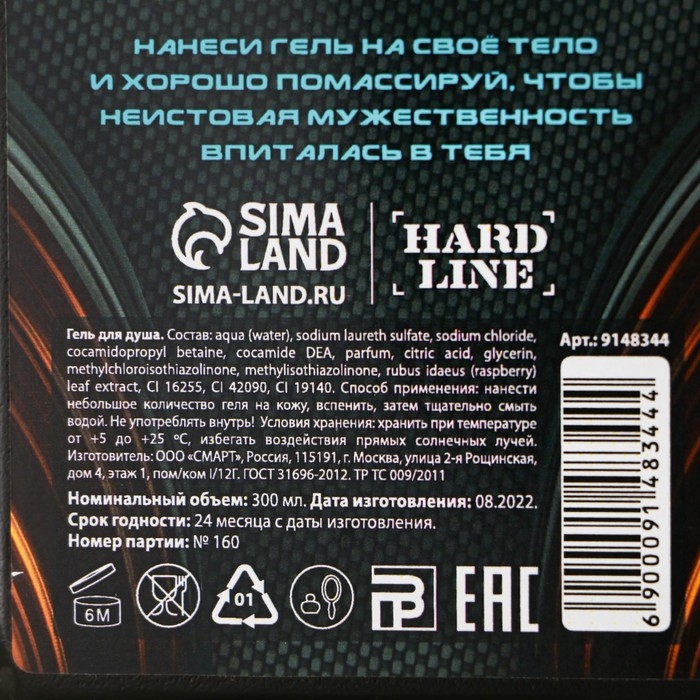 НАНЕСИ ГЕЛЬ НА СВОЁ ТЕЛО
И ХОРОШО ПОМАССИРУЙ, ЧТОБЫ
НЕИСТОВАЯ МУЖЕСТВЕННОСТЬ
ВПИТАЛАСЬ В ТЕБЯ
SIMA
LAND
SIMA-LAND.RU
HARD
LINE
Гель для душа. Состав: aqua (water), sodium laureth sulfate, sodium chloride,
cocamidopropyl betaine, cocamide DEA, parfum, citric acid, glycerin,
methylchloroisothiazolinone, methylisothiazolinone, rubus idaeus (raspberry)
leaf extract, CI 16255, CI 42090, CI 19140. Способ применения: нанести
небольшое количество геля на кожу, вспенить, затем тщательно смыть
водой. Не употреблять внутрь! Условия хранения: хранить при температуре
от +5 до +25 ºС, избегать воздействия прямых солнечных лучей.
Изготовитель: ООО «СМАРТ», Россия, 115191, г. Москва, улица 2-я Рощинская,
дом 4, этаж 1, пом/ком I/12Г. ГОСТ 31696-2012. ТР ТС 009/2011
Номинальный объем: 300 мл. Дата изготовления: 08.2022.
Срок годности: 24 месяца с даты изготовления.
Номер партии: № 160
Арт.: 9148344
6 900091 483444
6М
01
EAC